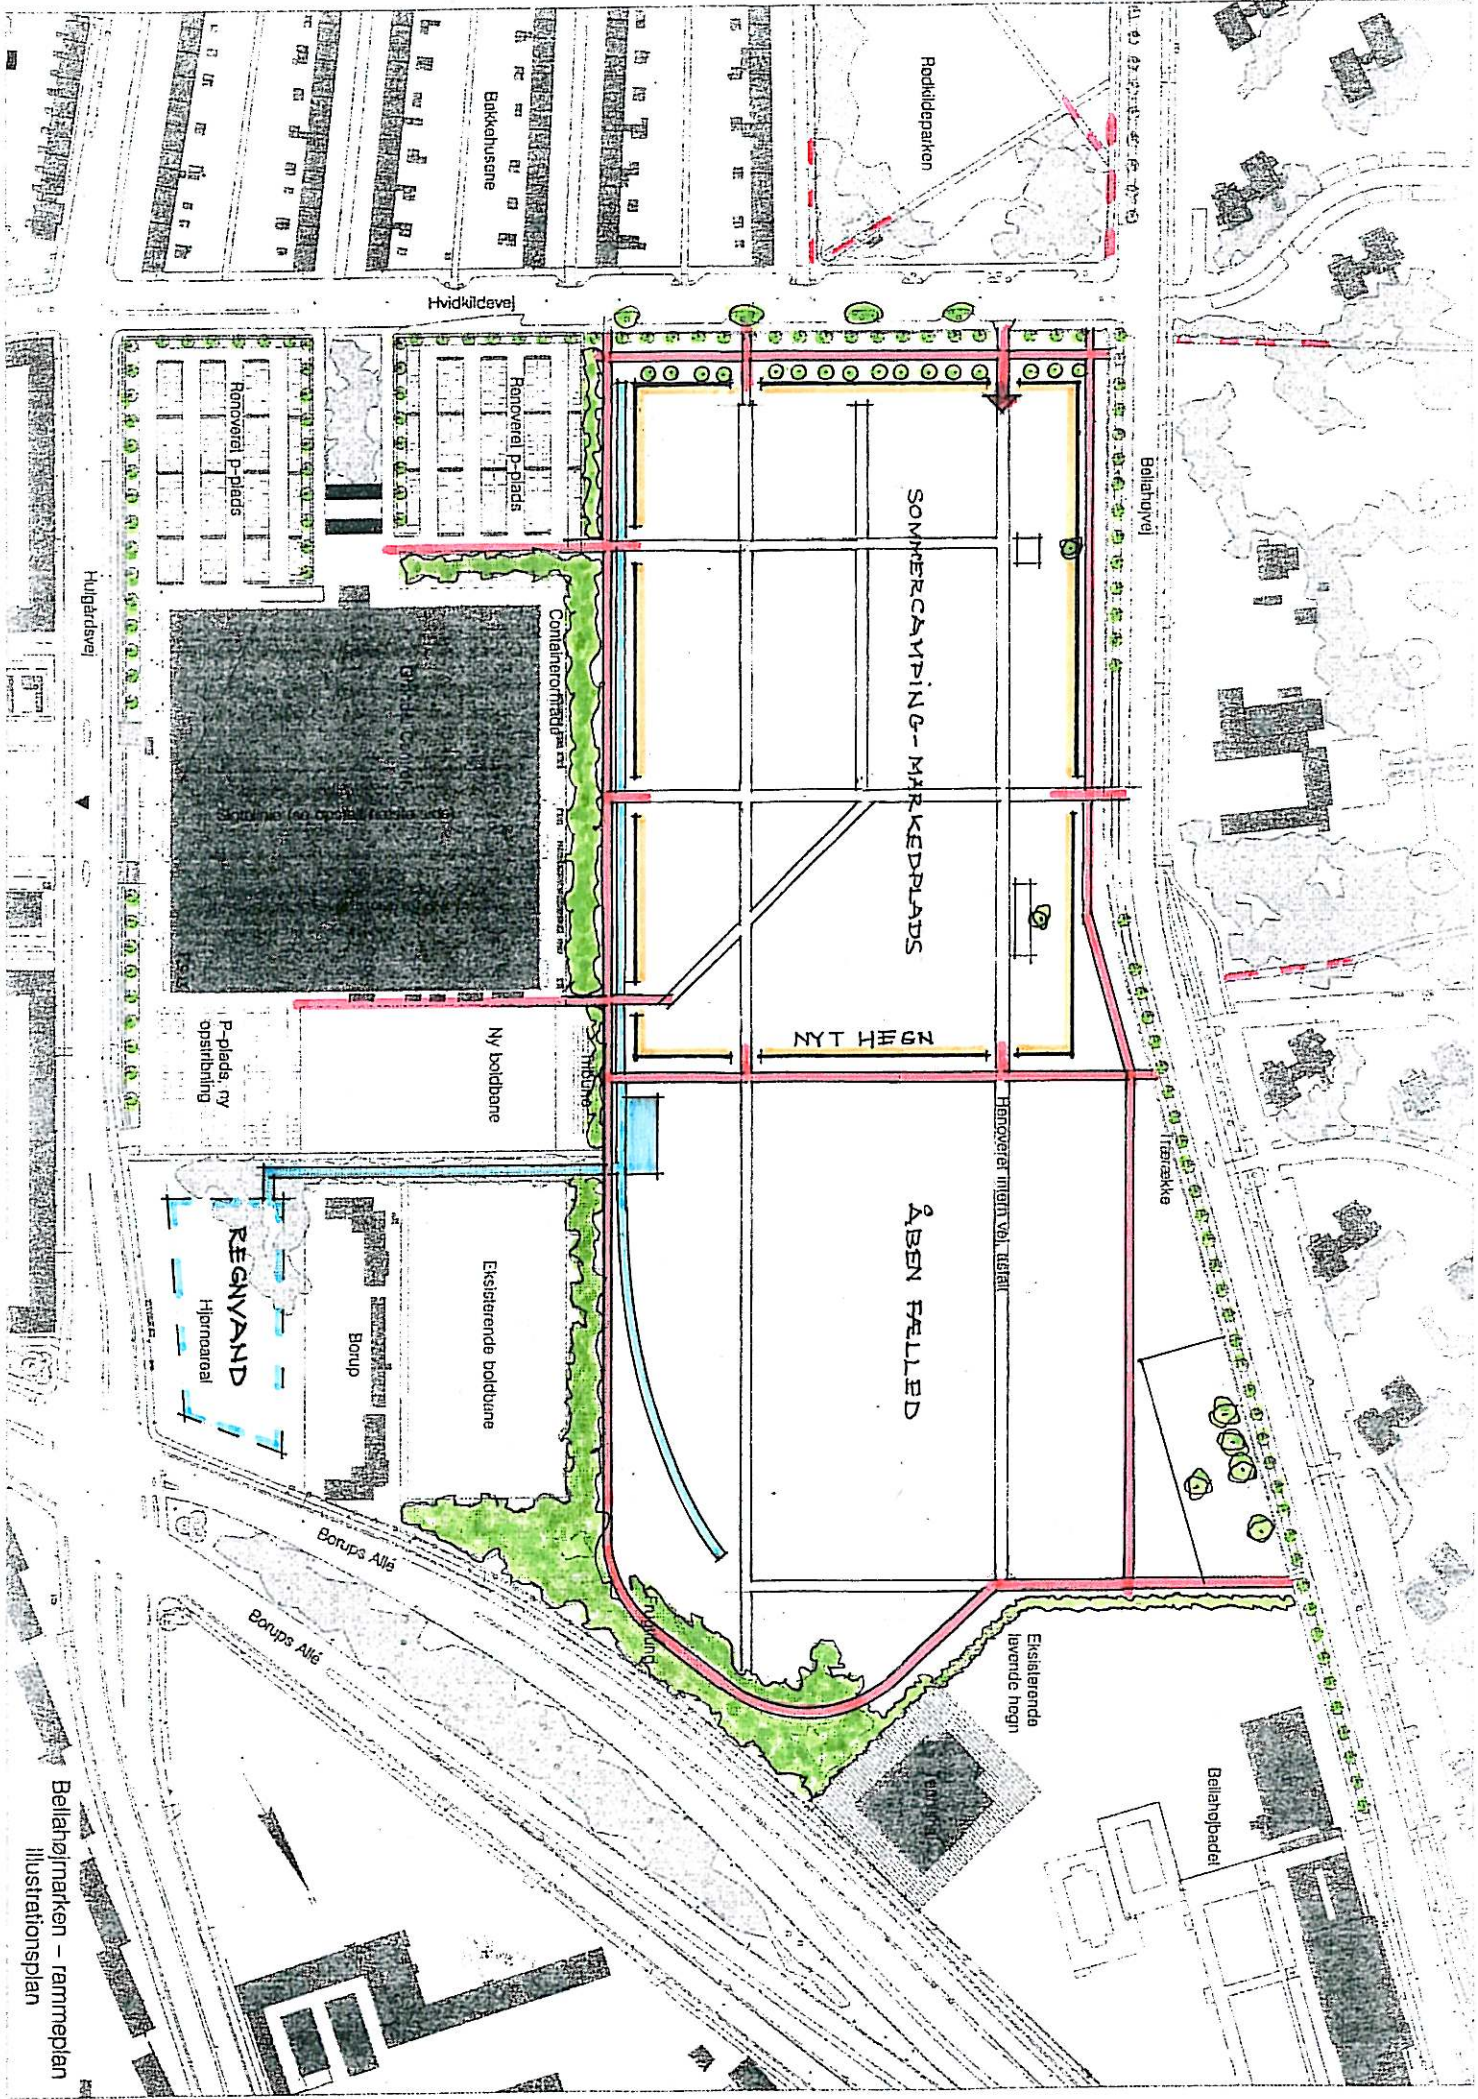 Rødkildeparken
Bakkehusene
Hvidkildevej
Bellahøjvej
Renoveret p-plads
Renoveret p-plads
Hulgårdsvej
Containerområde
SOMMERCAMPING-MARKEDPLADS
NYT HEGN
Tribune
Ny boldbane
P-plads, ny
opstribning
Renoveret intern vej, asfalt
Trærække
ÅBEN FÆLLED
REGNVAND
Hjørneareal
Borup
Eksisterende boldbane
Borups Allé
Borups Allé
Eksisterende
levende hegn
Bellahøjbadet
Bellahøjmarken – rammeplan
Illustrationsplan